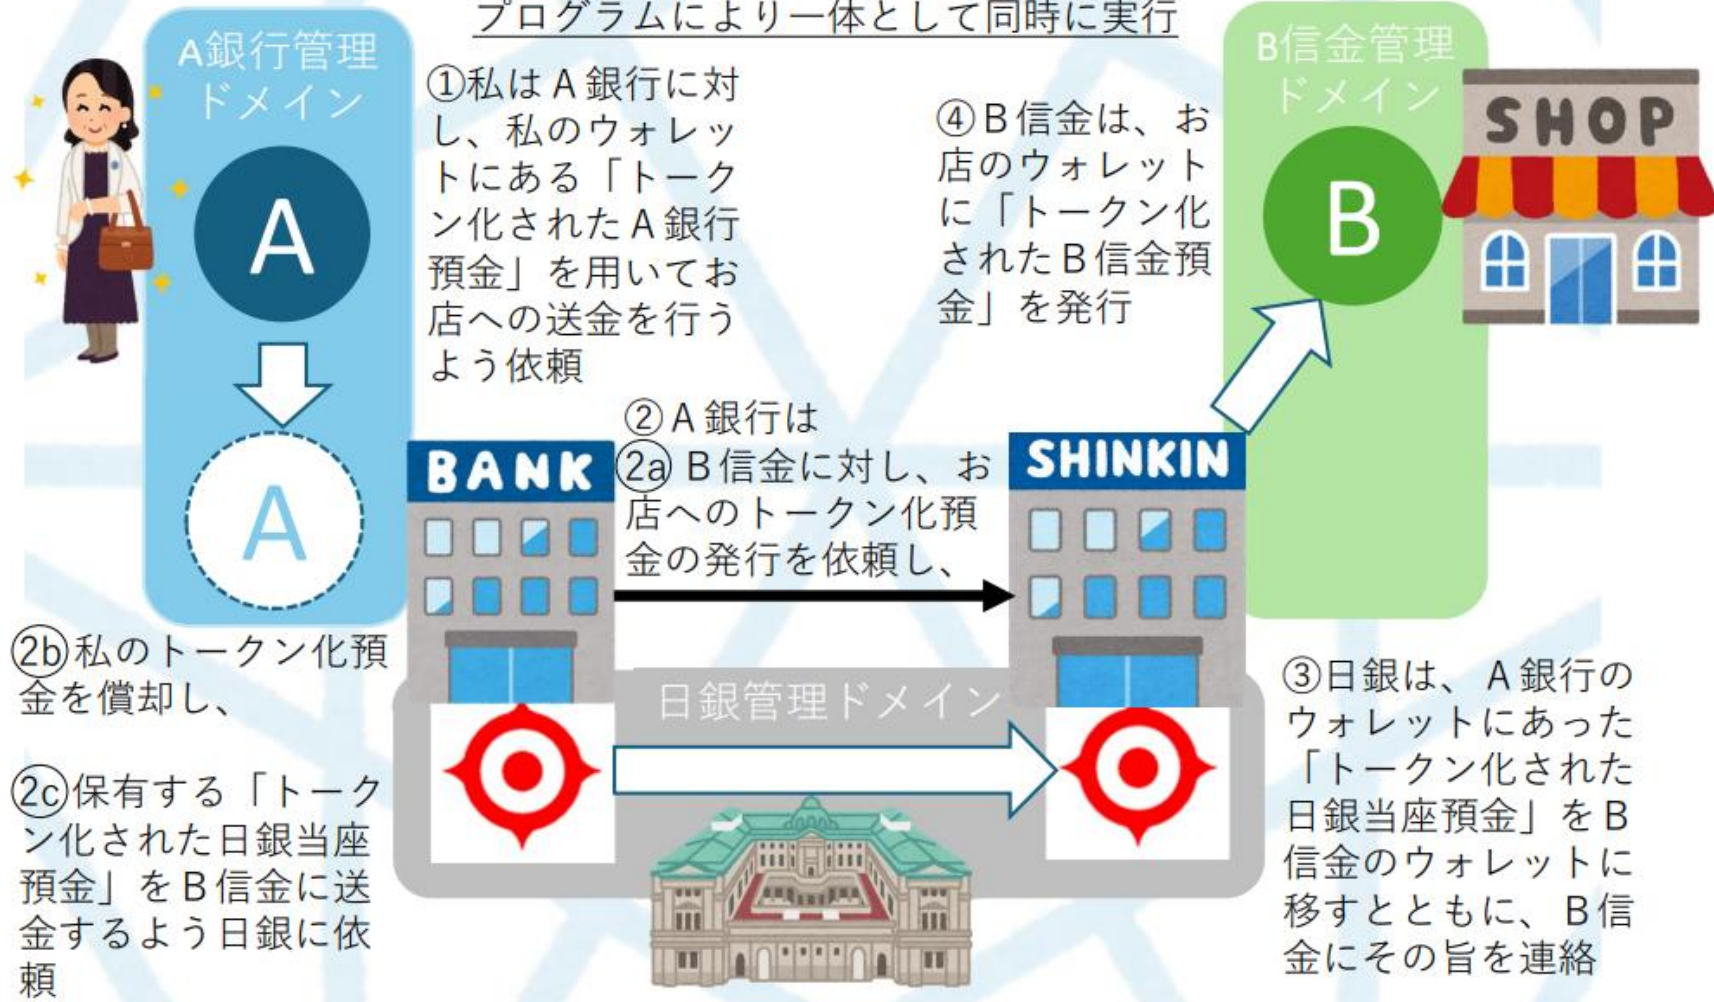 プログラムにより一体として同時に実行
A銀行管理
ドメイン
A
①私はA銀行に対
し、私のウォレッ
トにある「トーク
ン化されたA銀行
預金」を用いてお
店への送金を行う
よう依頼
④B信金は、お
店のウォレット
に「トークン化
されたB信金預
金」を発行
B信金管理
ドメイン
B
SHOP
A
BANK
②A銀行は
2a B信金に対し、お
店へのトークン化預
金の発行を依頼し、
SHINKIN
2b私のトークン化預
金を償却し、
2c保有する「トーク
ン化された日銀当座
預金」をB信金に送
金するよう日銀に依
頼
日銀管理ドメイン
③日銀は、A銀行の
ウォレットにあった
「トークン化された
日銀当座預金」をB
信金のウォレットに
移すとともに、B信
金にその旨を連絡